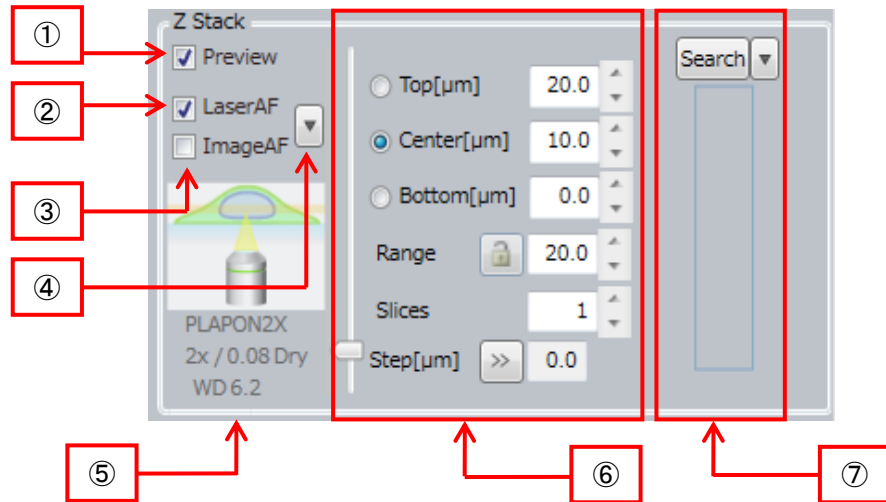 Z Stack
① 
Preview
②
LaserAF
ImageAF
③
④
PLAPON2X
2x / 0.08 Dry
WD 6.2
⑤
Top[µm] 20.0
Center[µm] 10.0
Bottom[µm] 0.0
Range 20.0
Slices 1
Step[µm] >> 0.0
⑥
Search
⑦